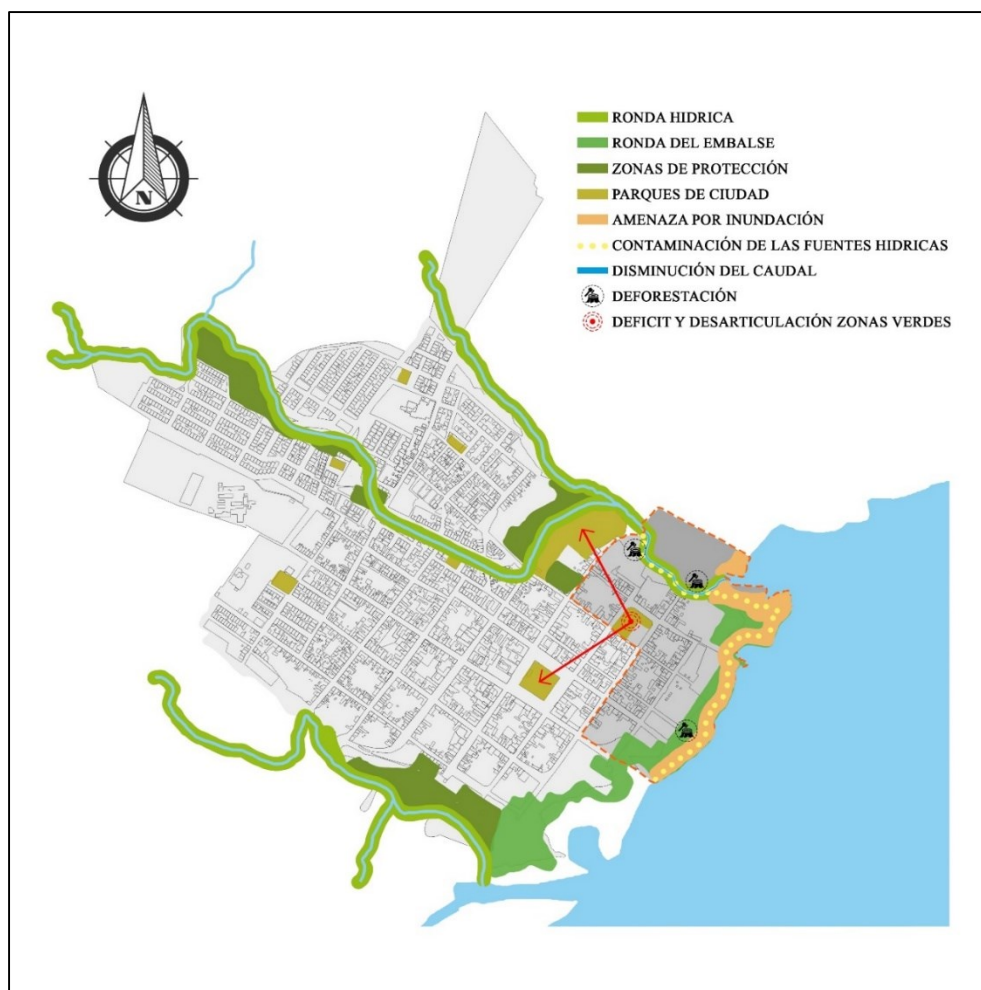 N
RONDA HIDRICA
RONDA DEL EMBALSE
ZONAS DE PROTECCIÓN
PARQUES DE CIUDAD
AMENAZA POR INUNDACIÓN
CONTAMINACIÓN DE LAS FUENTES HIDRICAS
DISMINUCIÓN DEL CAUDAL
DEFORESTACIÓN
DEFICIT Y DESARTICULACIÓN ZONAS VERDES